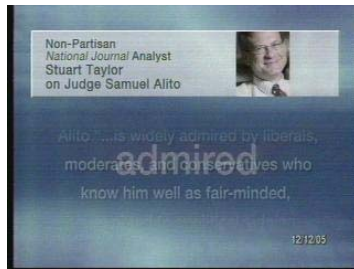 Non-Partisan
National Journal Analyst
Stuart Taylor
on Judge Samuel Alito
Alito "...is widely admired by liberals,
moderates, and conservatives who
admired
know him well as fair-minded,
12/12/05